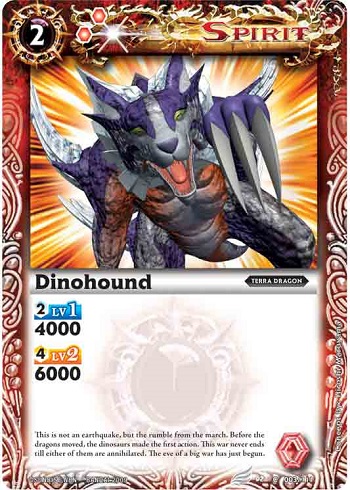 2 SPIRIT
Dinohound
TERRA DRAGON
2 LV1
4000
4 LV2
6000
This is not an earthquake, but the rumble from the march. Before the
dragons moved, the dinosaurs made the first action. This war never ends
till either of them are annihilated. The eve of a big war has just begun.